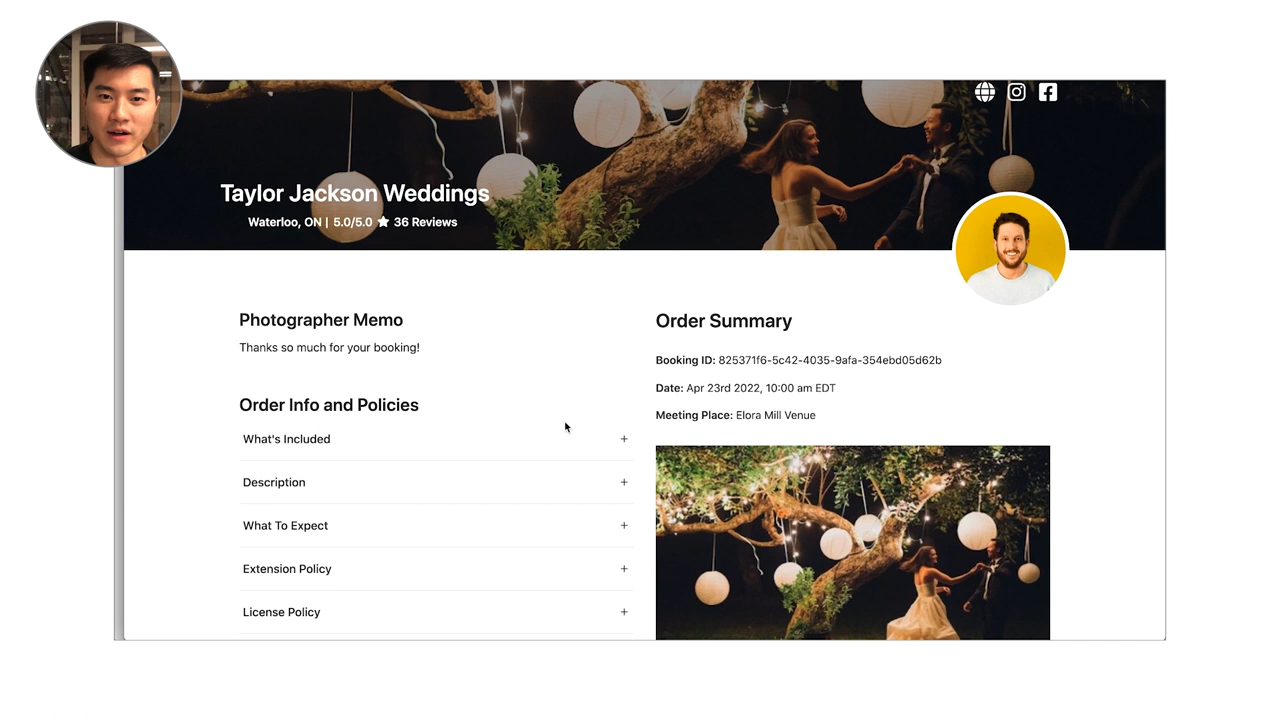 Taylor Jackson Weddings
Waterloo, ON | 5.0/5.0 ★ 36 Reviews
Photographer Memo
Thanks so much for your booking!
Order Info and Policies
What's Included +
Description +
What To Expect +
Extension Policy +
License Policy +
Order Summary
Booking ID: 825371f6-5c42-4035-9afa-354ebd05d62b
Date: Apr 23rd 2022, 10:00 am EDT
Meeting Place: Elora Mill Venue